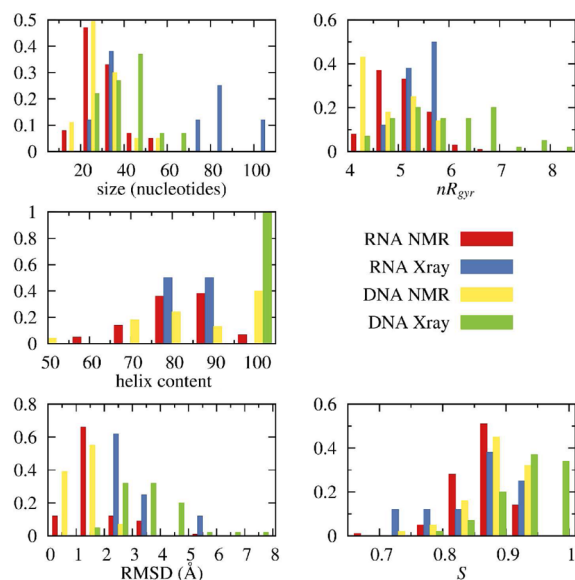 0.5
0.4
0.3
0.2
0.1
0
20 40 60 80 100
size (nucleotides)
0.6
0.4
0.2
0
4 5 6 7 8
nRgyr
1
0.8
0.6
0.4
0.2
0
50 60 70 80 90 100
helix content
RNA NMR
RNA Xray
DNA NMR
DNA Xray
0.8
0.6
0.4
0.2
0
0 1 2 3 4 5 6 7 8
RMSD (Å)
0.6
0.4
0.2
0
0.7 0.8 0.9 1
S